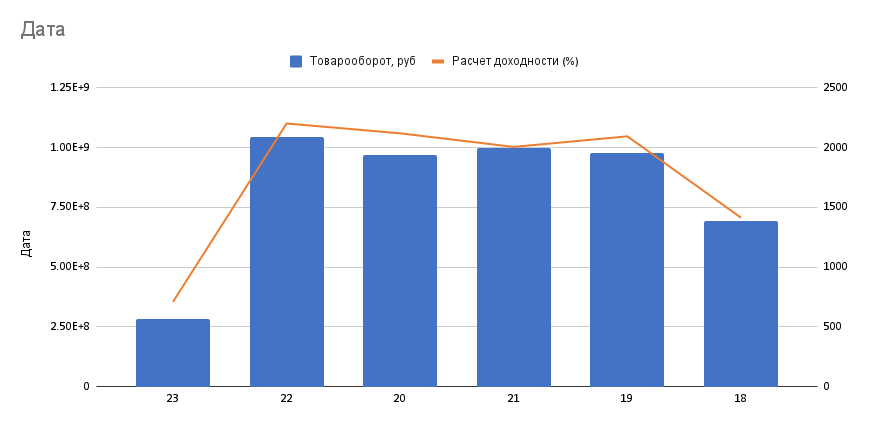 Дата
Товарооборот, руб Расчет доходности (%)
1.25E+9 2500
1.00E+9 2000
7.50E+8 1500
Дата
5.00E+8 1000
2.50E+8 500
0 0
23 22 20 21 19 18